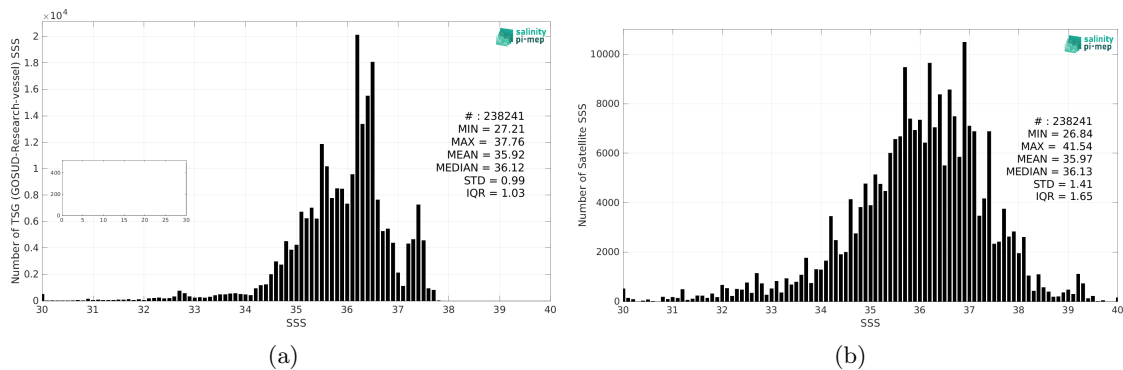 ×10⁴
2
1.8
1.6
1.4
1.2
1
0.8
0.6
0.4
0.2
0
Number of TSG (GOSUD-Research-vessel) SSS
salinity
pi-mep
# : 238241
MIN = 27.21
MAX = 37.76
MEAN = 35.92
MEDIAN = 36.12
STD = 0.99
IQR = 1.03
400
200
0
0 5 10 15 20 25 30
30 31 32 33 34 35 36 37 38 39 40
SSS
(a)
10000
8000
6000
4000
2000
0
Number of Satellite SSS
salinity
pi-mep
# : 238241
MIN = 26.84
MAX = 41.54
MEAN = 35.97
MEDIAN = 36.13
STD = 1.41
IQR = 1.65
30 31 32 33 34 35 36 37 38 39 40
SSS
(b)